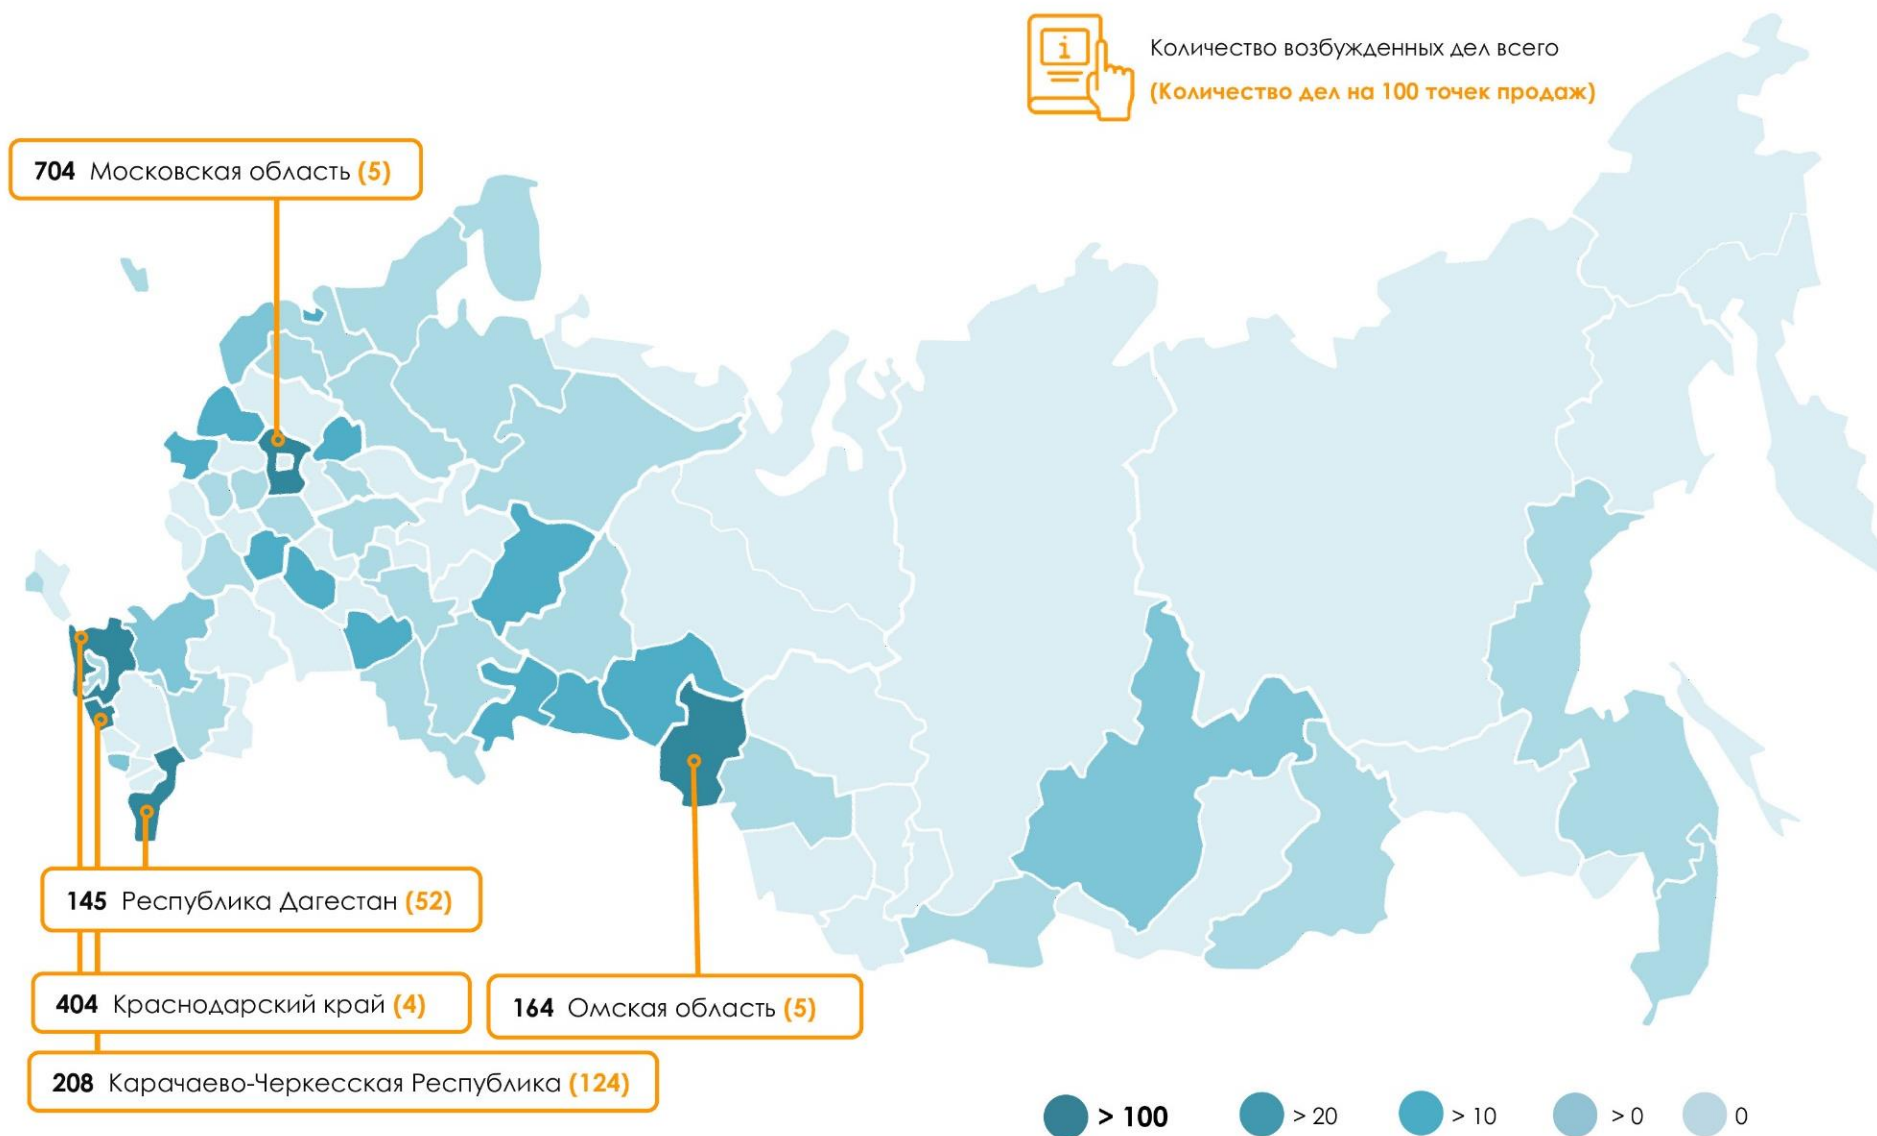 i
Количество возбужденных дел всего
(Количество дел на 100 точек продаж)
704 Московская область (5)
145 Республика Дагестан (52)
404 Краснодарский край (4)
164 Омская область (5)
208 Карачаево-Черкесская Республика (124)
> 100 > 20 > 10 > 0 0